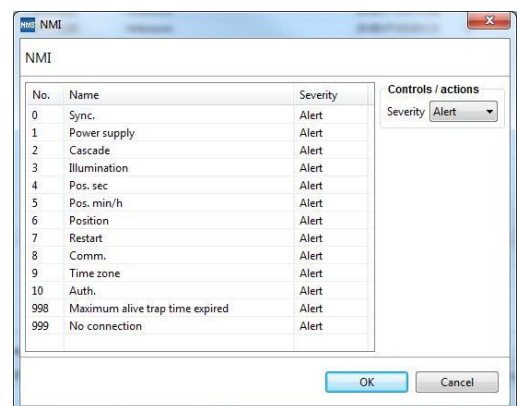 NMS NMI
NMI
No. Name Severity
0 Sync. Alert
1 Power supply Alert
2 Cascade Alert
3 Illumination Alert
4 Pos. sec Alert
5 Pos. min/h Alert
6 Position Alert
7 Restart Alert
8 Comm. Alert
9 Time zone Alert
10 Auth. Alert
998 Maximum alive trap time expired Alert
999 No connection Alert
Controls / actions
Severity Alert
OK Cancel